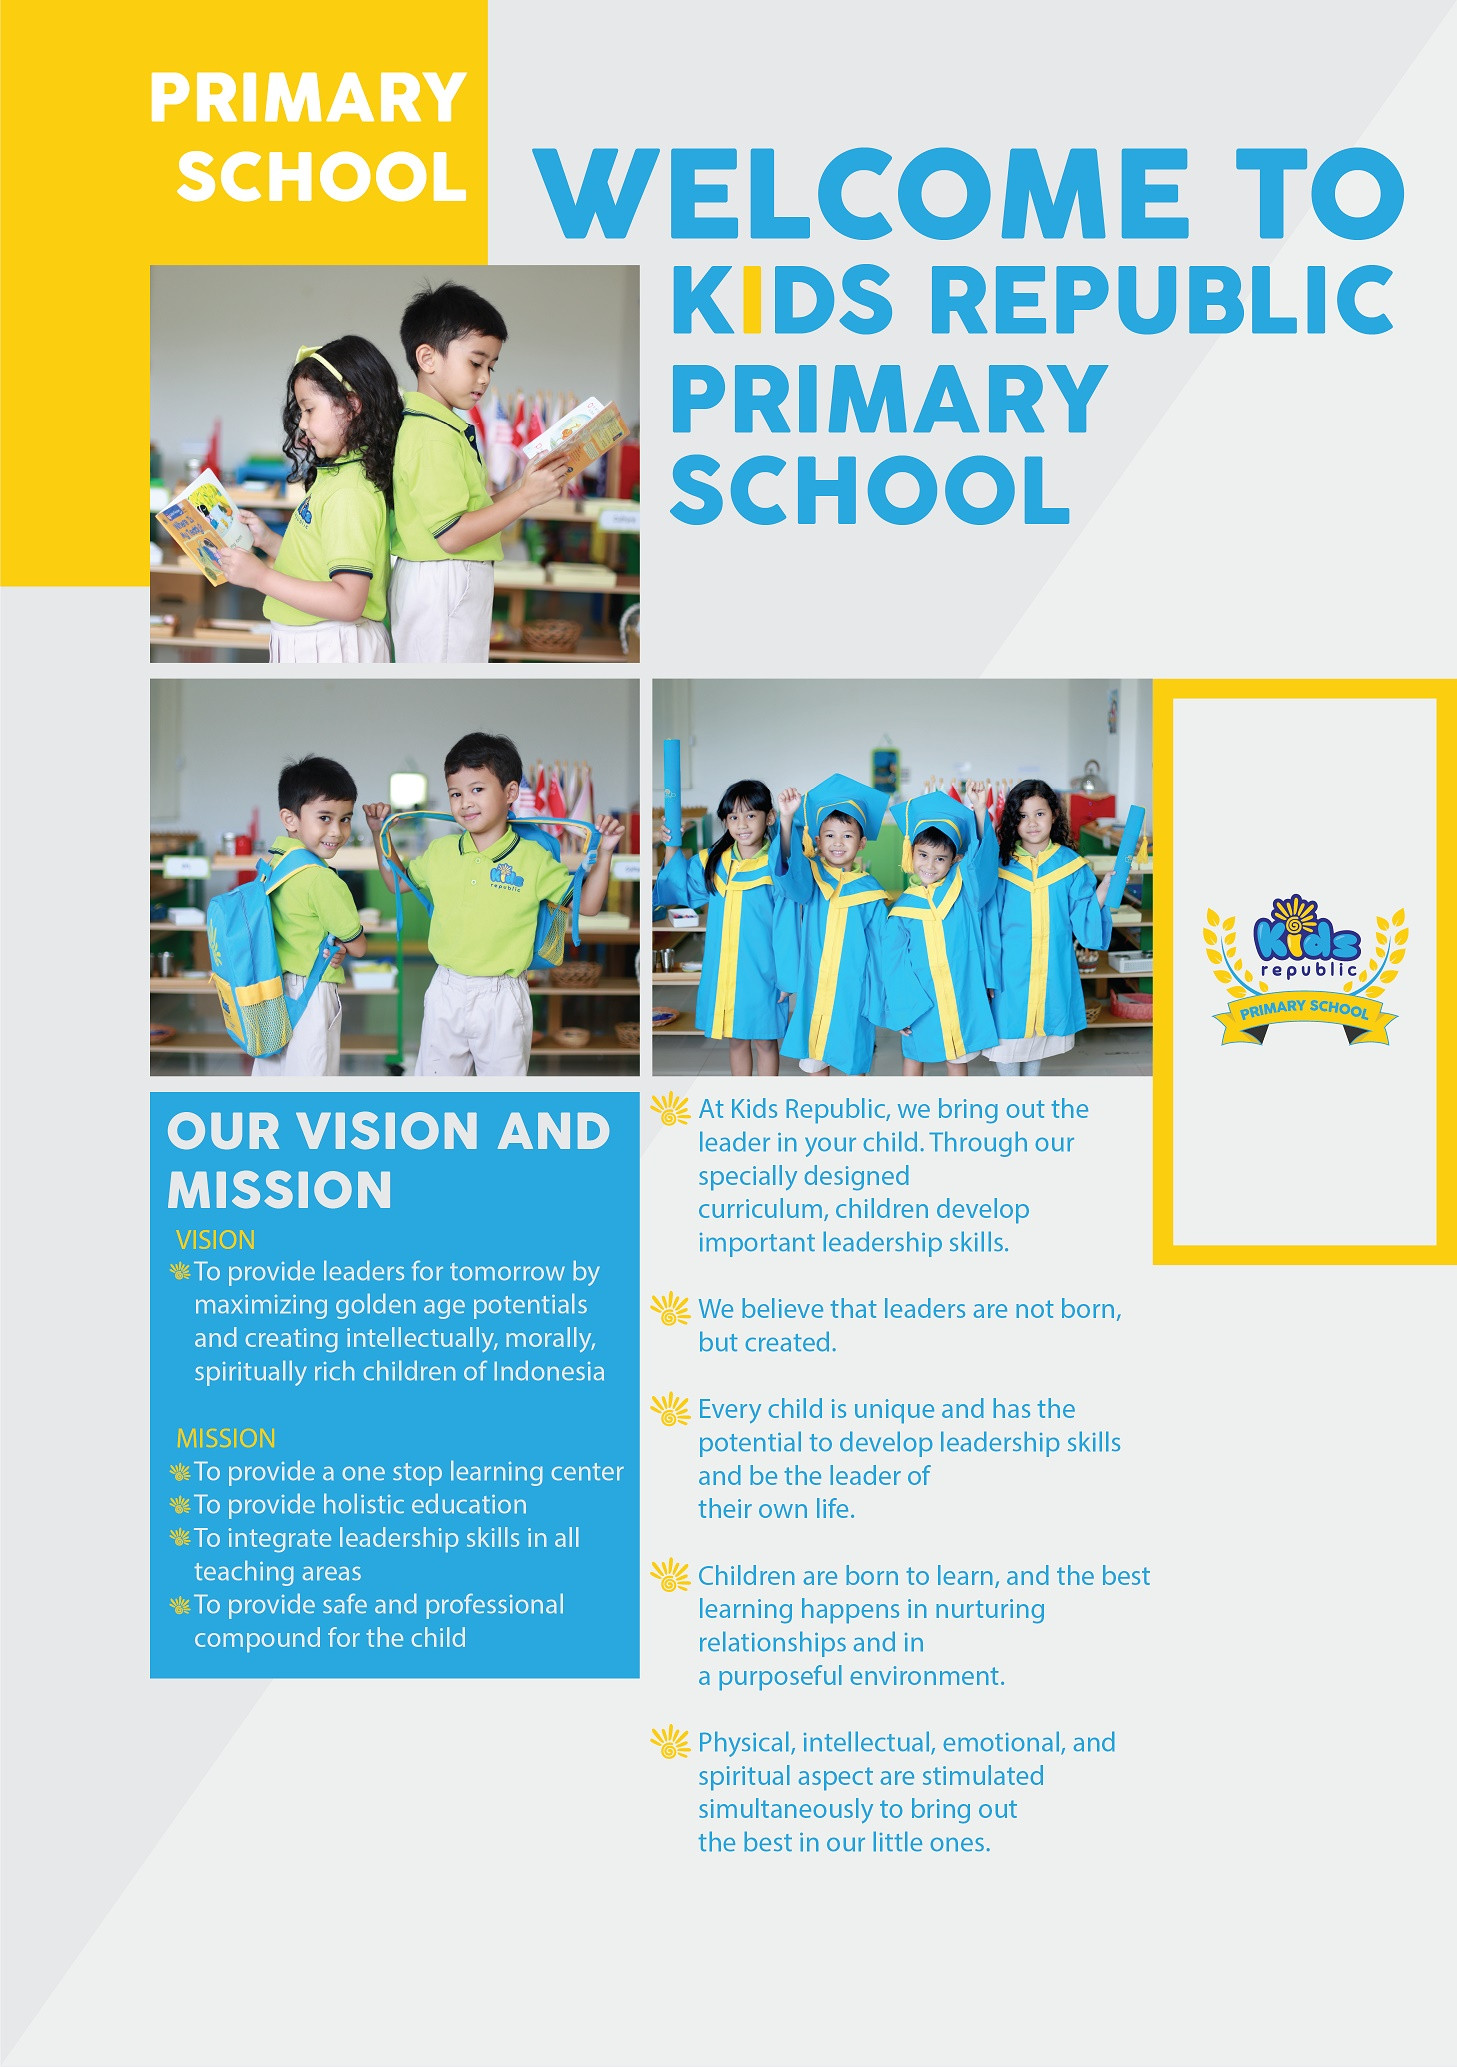 PRIMARY
SCHOOL
WELCOME TO
KIDS REPUBLIC
PRIMARY
SCHOOL
Kids
republic
Kids
republic
PRIMARY SCHOOL
OUR VISION AND
MISSION
VISION
To provide leaders for tomorrow by
maximizing golden age potentials
and creating intellectually, morally,
spiritually rich children of Indonesia
MISSION
To provide a one stop learning center
To provide holistic education
To integrate leadership skills in all
teaching areas
To provide safe and professional
compound for the child
At Kids Republic, we bring out the
leader in your child. Through our
specially designed
curriculum, children develop
important leadership skills.
We believe that leaders are not born,
but created.
Every child is unique and has the
potential to develop leadership skills
and be the leader of
their own life.
Children are born to learn, and the best
learning happens in nurturing
relationships and in
a purposeful environment.
Physical, intellectual, emotional, and
spiritual aspect are stimulated
simultaneously to bring out
the best in our little ones.